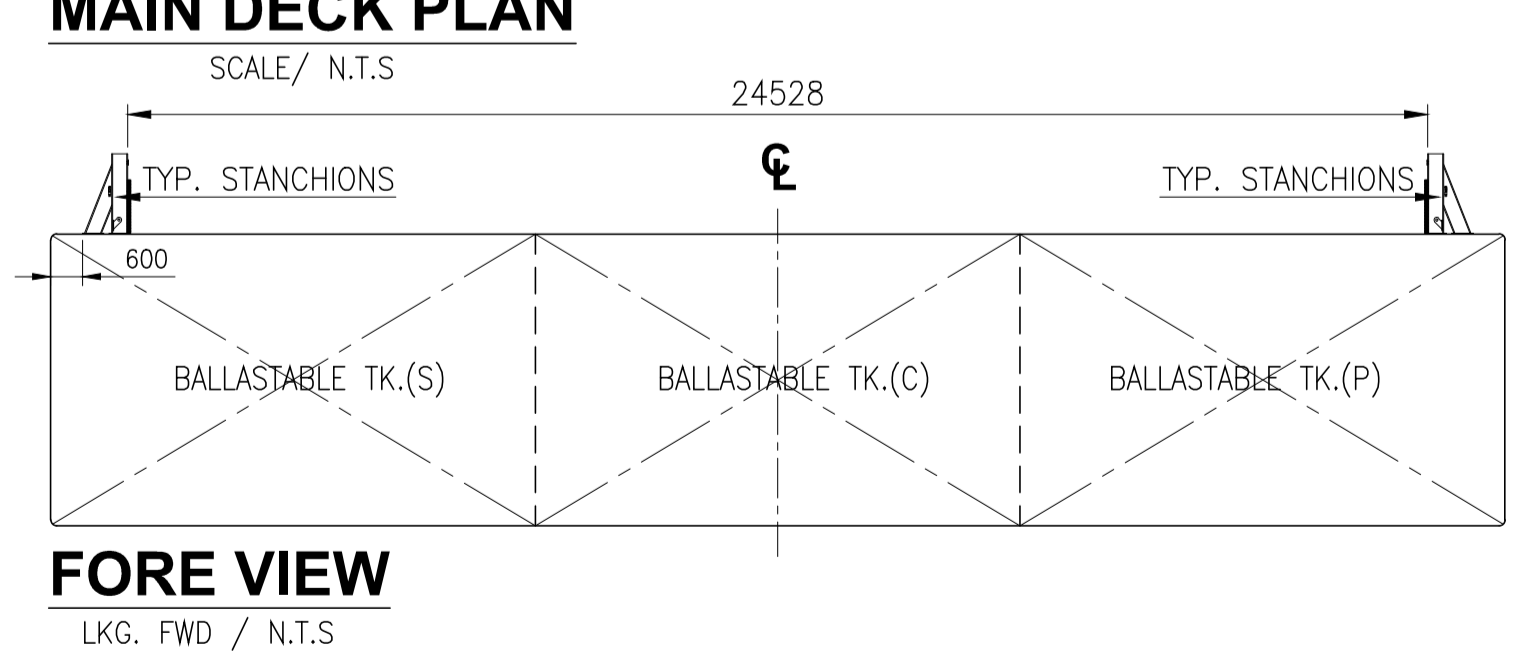 MAIN DECK PLAN
SCALE/ N.T.S
24528
℄
TYP. STANCHIONS
TYP. STANCHIONS
600
BALLASTABLE TK.(S)
BALLASTABLE TK.(C)
BALLASTABLE TK.(P)
FORE VIEW
LKG. FWD / N.T.S